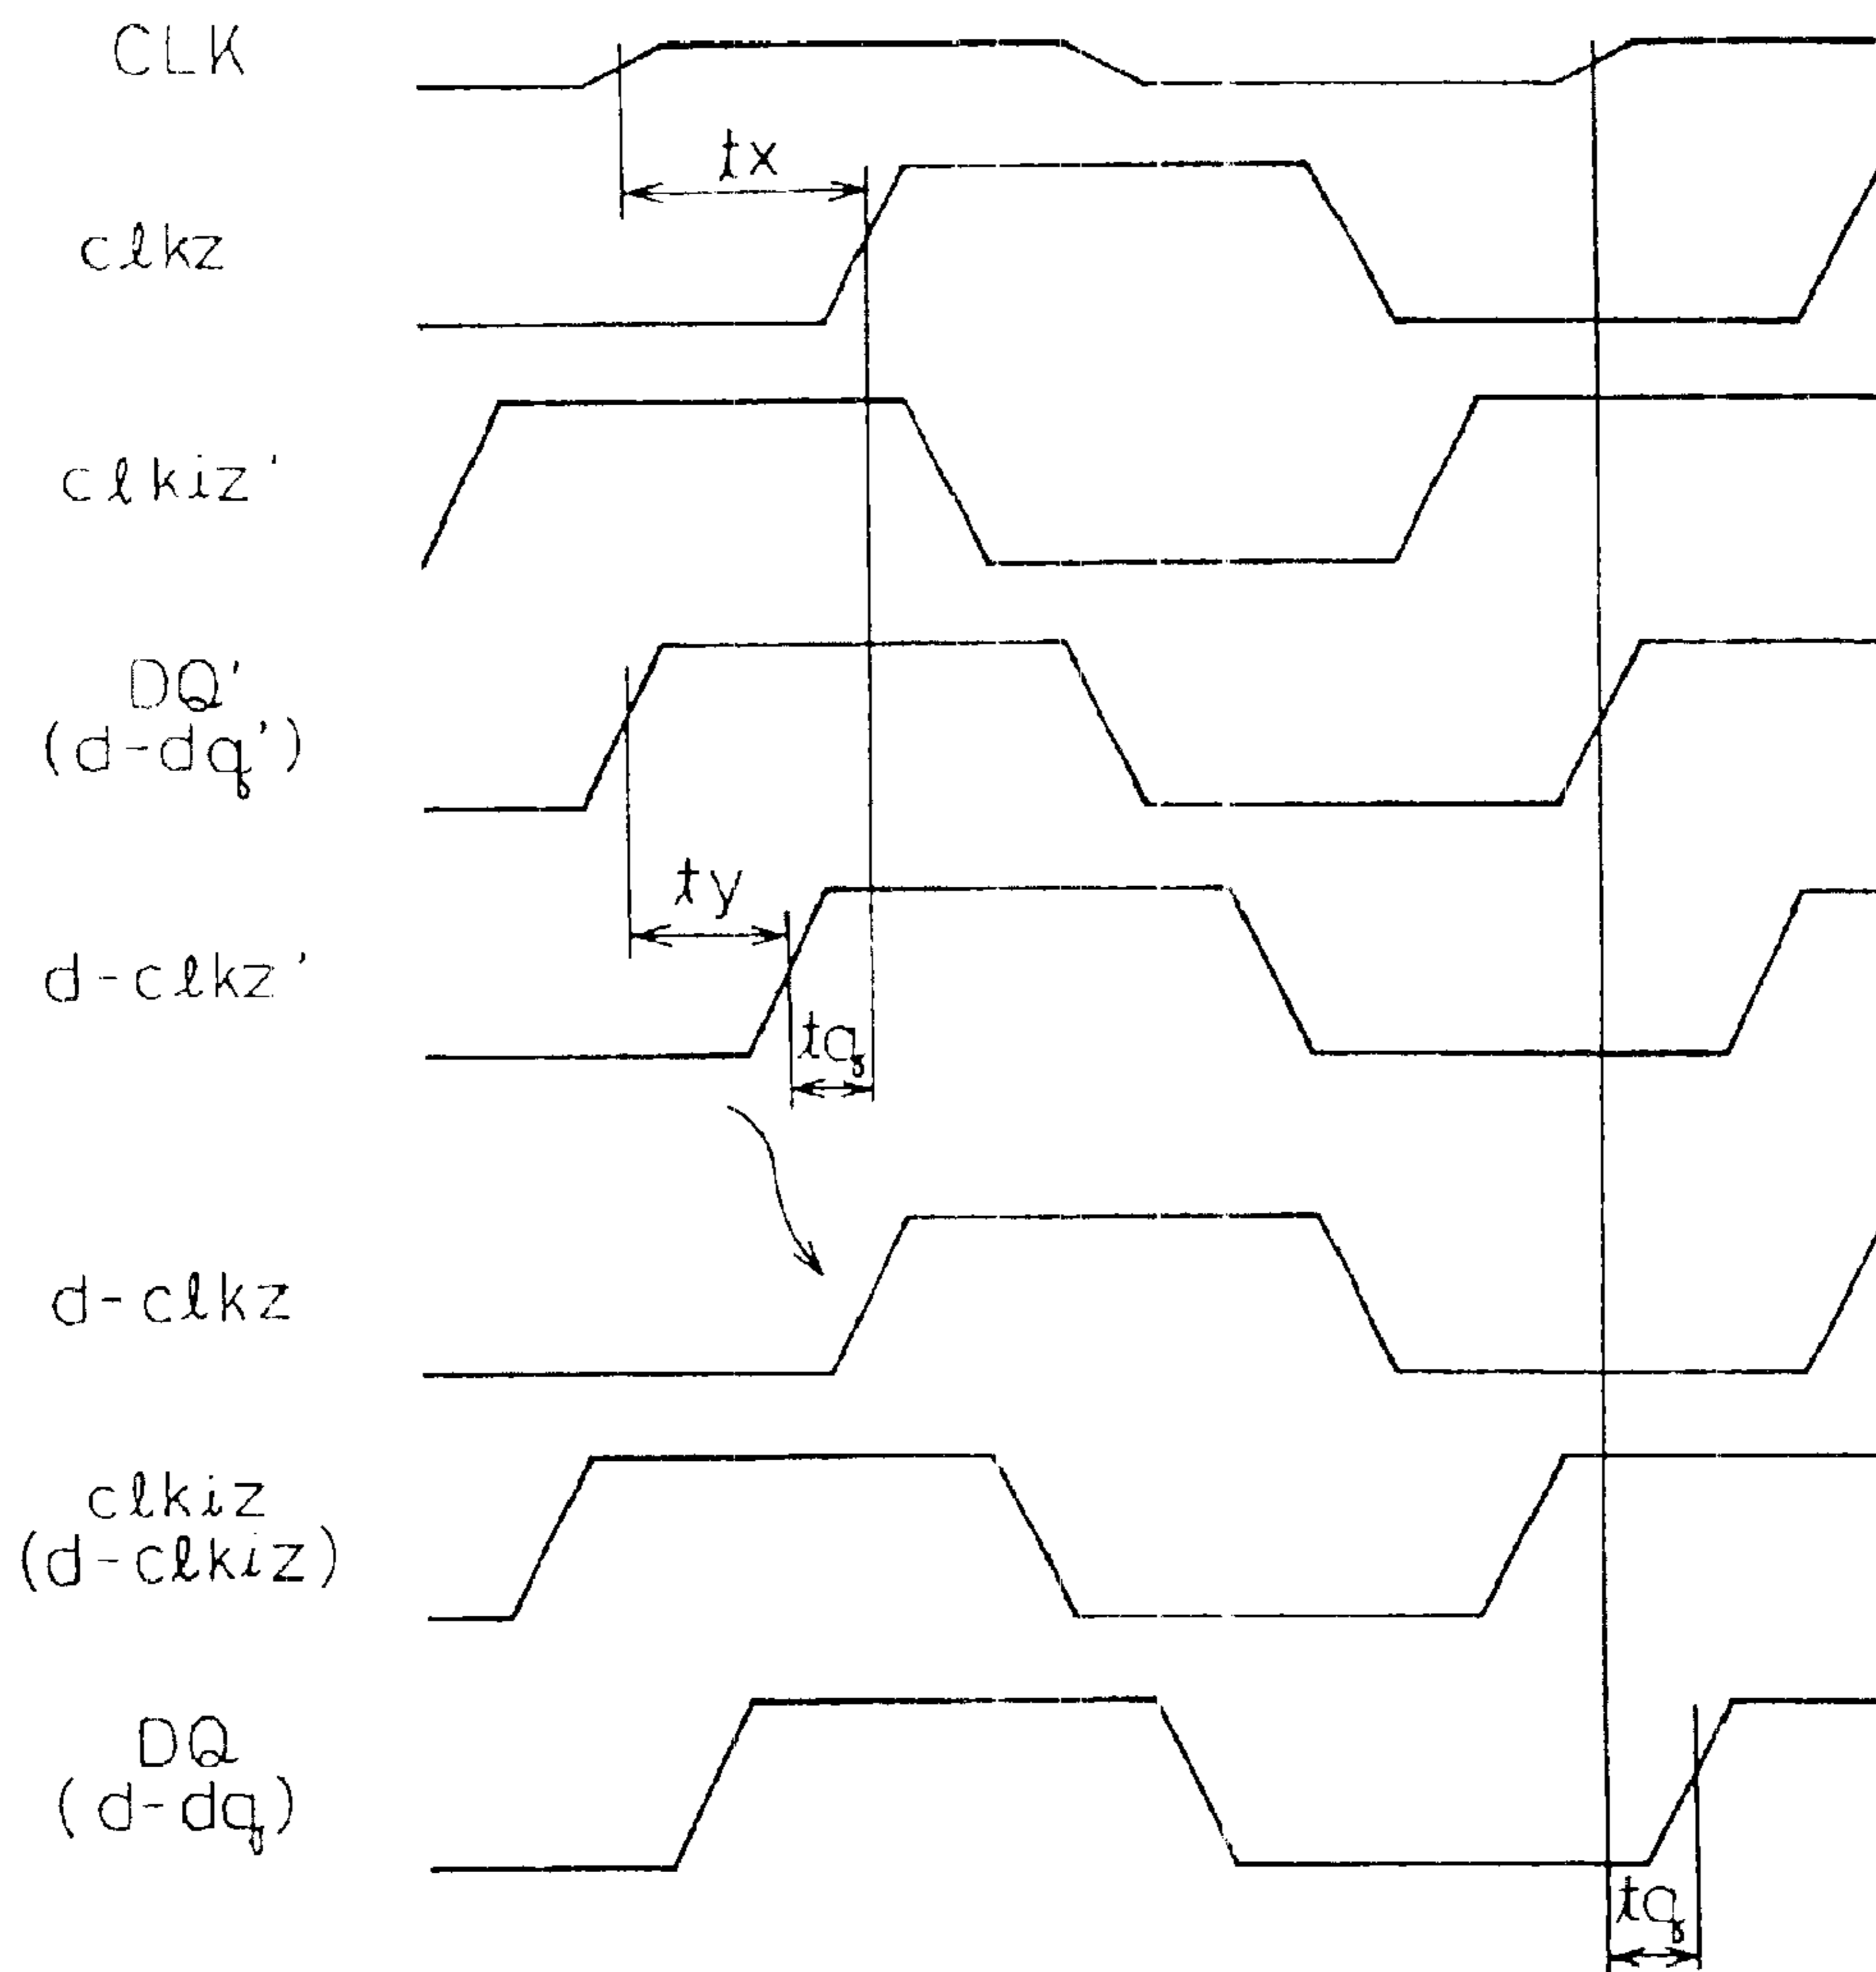 CLK
tx
clkz
clkiz'
DQ'
(d-dq')
ty
d-clkz'
tq
d-clkz
clkiz
(d-clkiz)
DQ
(d-dq)
tq